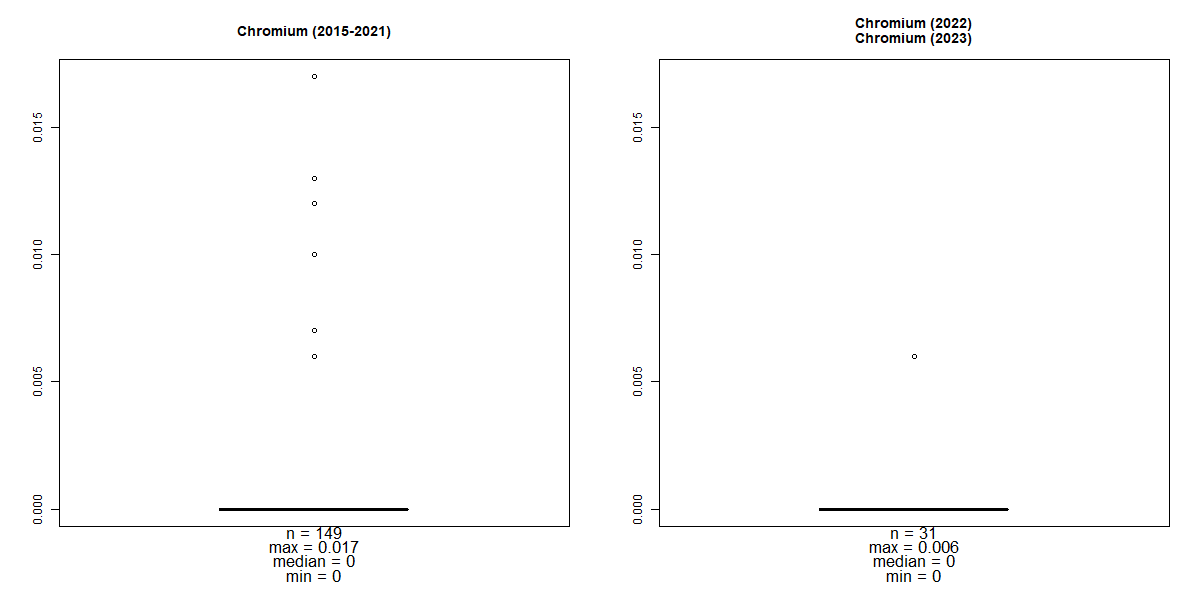 Chromium (2015-2021)
0.015
0.010
0.005
0.000
n = 149
max = 0.017
median = 0
min = 0
Chromium (2022)
Chromium (2023)
0.015
0.010
0.005
0.000
n = 31
max = 0.006
median = 0
min = 0